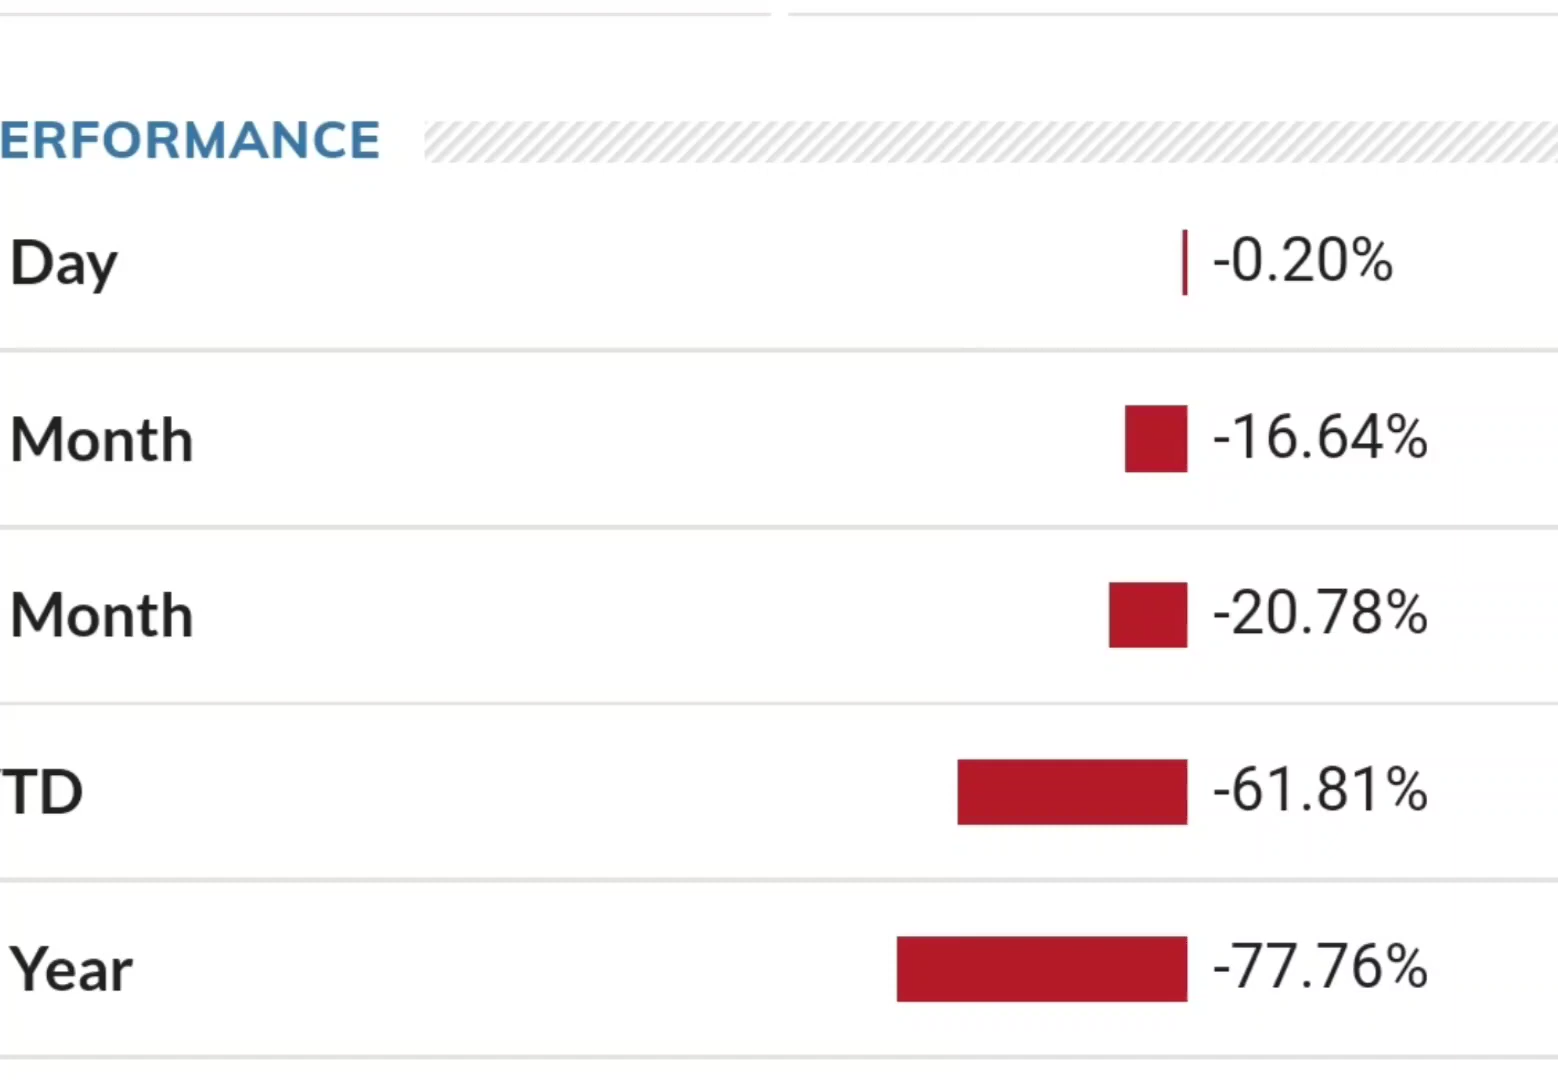 ERFORMANCE
Day -0.20%
Month -16.64%
Month -20.78%
TD -61.81%
Year -77.76%